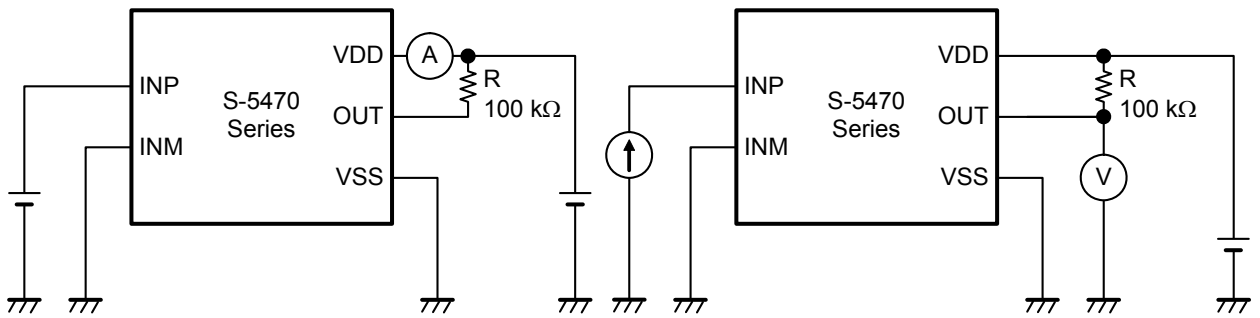 VDD
A
INP
R
S-5470
Series
OUT
100 kΩ
INM
VSS
VDD
INP
R
S-5470
Series
OUT
100 kΩ
INM
VSS
V